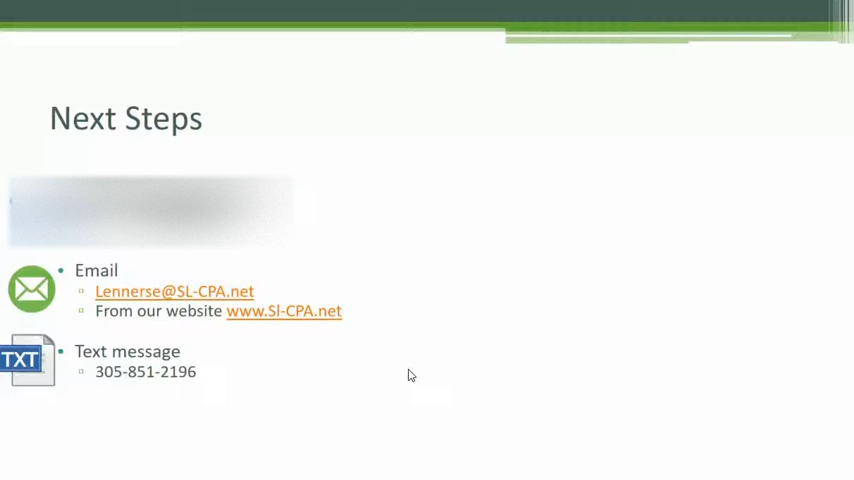 Next Steps
• Email
▫ Lennerse@SL-CPA.net
▫ From our website www.Sl-CPA.net
TXT
• Text message
▫ 305-851-2196